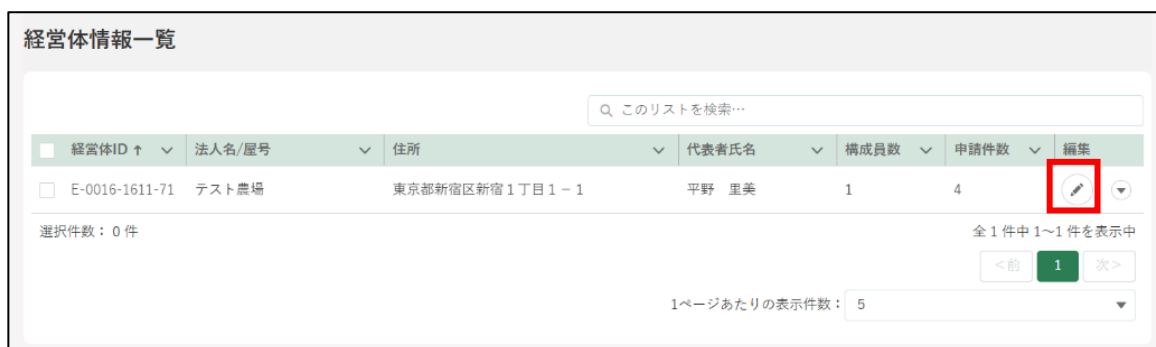 経営体情報一覧
このリストを検索…
経営体ID ↑ 法人名/屋号 住所 代表者氏名 構成員数 申請件数 編集
E-0016-1611-71 テスト農場 東京都新宿区新宿１丁目１－１ 平野 里美 1 4
選択件数： 0 件 全 1 件中 1～1 件を表示中
<前 1 次>
1ページあたりの表示件数： 5